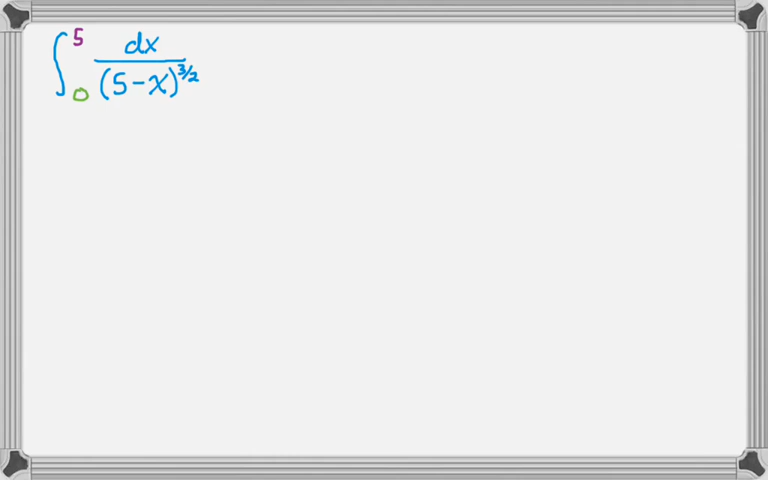 ∫₀⁵ dx / (5-x)^(3/2)